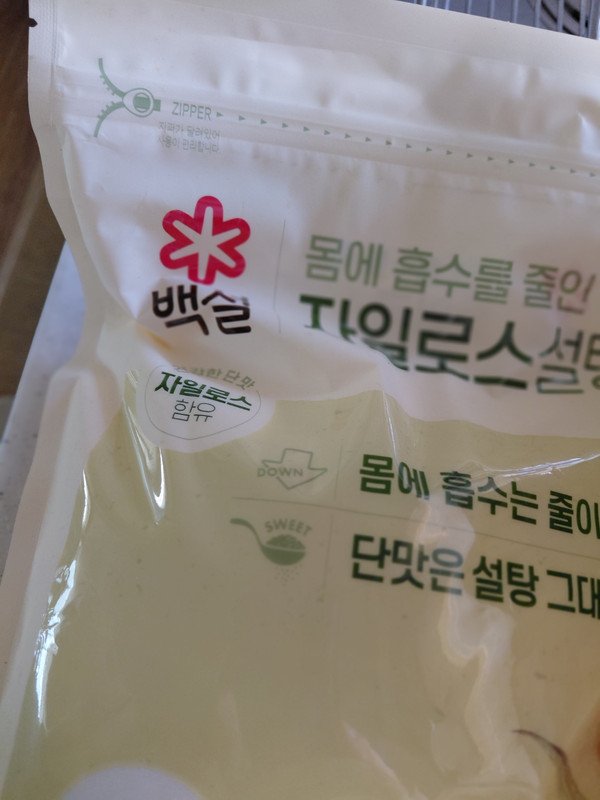 ZIPPER
지퍼가 달려있어
사용이 편리합니다
백설
몸에 흡수를 줄인
자일로스설탕
단맛
자일로스
함유
DOWN
몸에 흡수는 줄이
SWEET
단맛은 설탕 그대